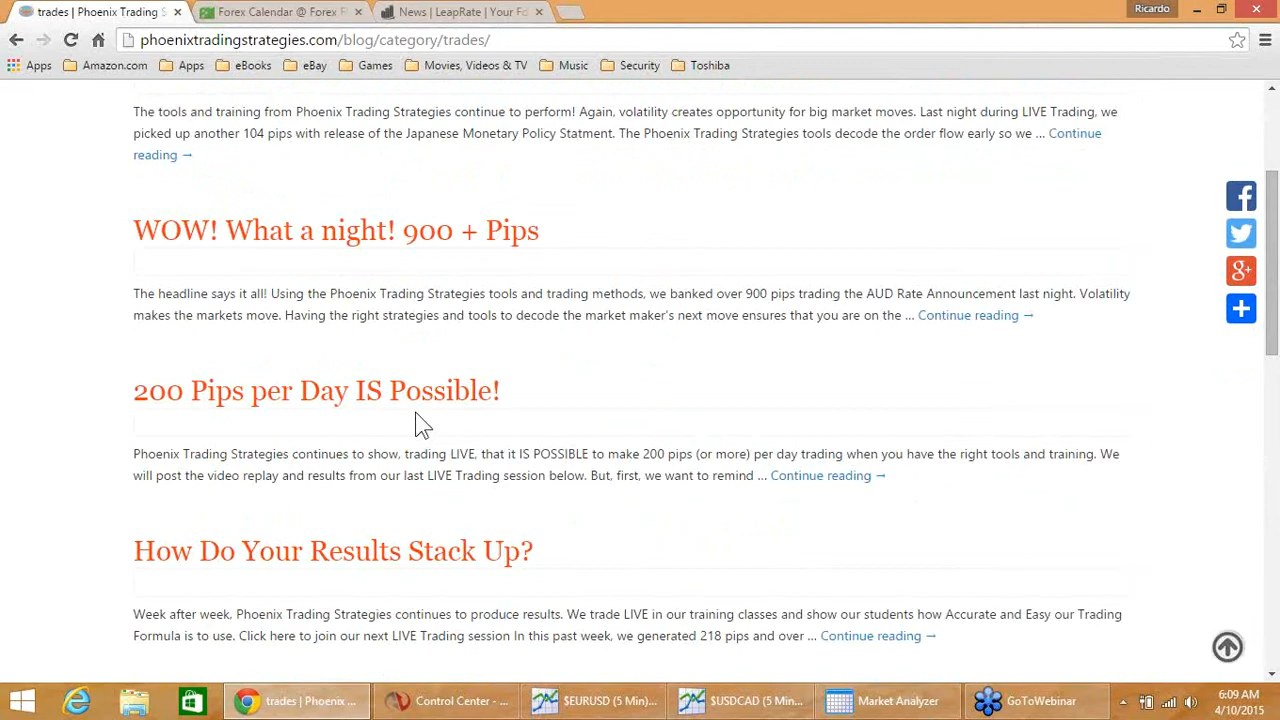 trades | Phoenix Trading S
Forex Calendar @ Forex F
News | LeapRate | Your Fo
Ricardo
phoenixtradingstrategies.com/blog/category/trades/
Apps
Amazon.com
Apps
eBooks
eBay
Games
Movies, Videos & TV
Music
Security
Toshiba
The tools and training from Phoenix Trading Strategies continue to perform! Again, volatility creates opportunity for big market moves. Last night during LIVE Trading, we
picked up another 104 pips with release of the Japanese Monetary Policy Statment. The Phoenix Trading Strategies tools decode the order flow early so we ... Continue
reading →
WOW! What a night! 900 + Pips
The headline says it all! Using the Phoenix Trading Strategies tools and trading methods, we banked over 900 pips trading the AUD Rate Announcement last night. Volatility
makes the markets move. Having the right strategies and tools to decode the market maker's next move ensures that you are on the ... Continue reading →
200 Pips per Day IS Possible!
Phoenix Trading Strategies continues to show, trading LIVE, that it IS POSSIBLE to make 200 pips (or more) per day trading when you have the right tools and training. We
will post the video replay and results from our last LIVE Trading session below. But, first, we want to remind ... Continue reading →
How Do Your Results Stack Up?
Week after week, Phoenix Trading Strategies continues to produce results. We trade LIVE in our training classes and show our students how Accurate and Easy our Trading
Formula is to use. Click here to join our next LIVE Trading session In this past week, we generated 218 pips and over ... Continue reading →
trades | Phoenix ...
Control Center - ...
$EURUSD (5 Min)...
$USDCAD (5 Min...
Market Analyzer
GoToWebinar
6:09 AM
4/10/2015